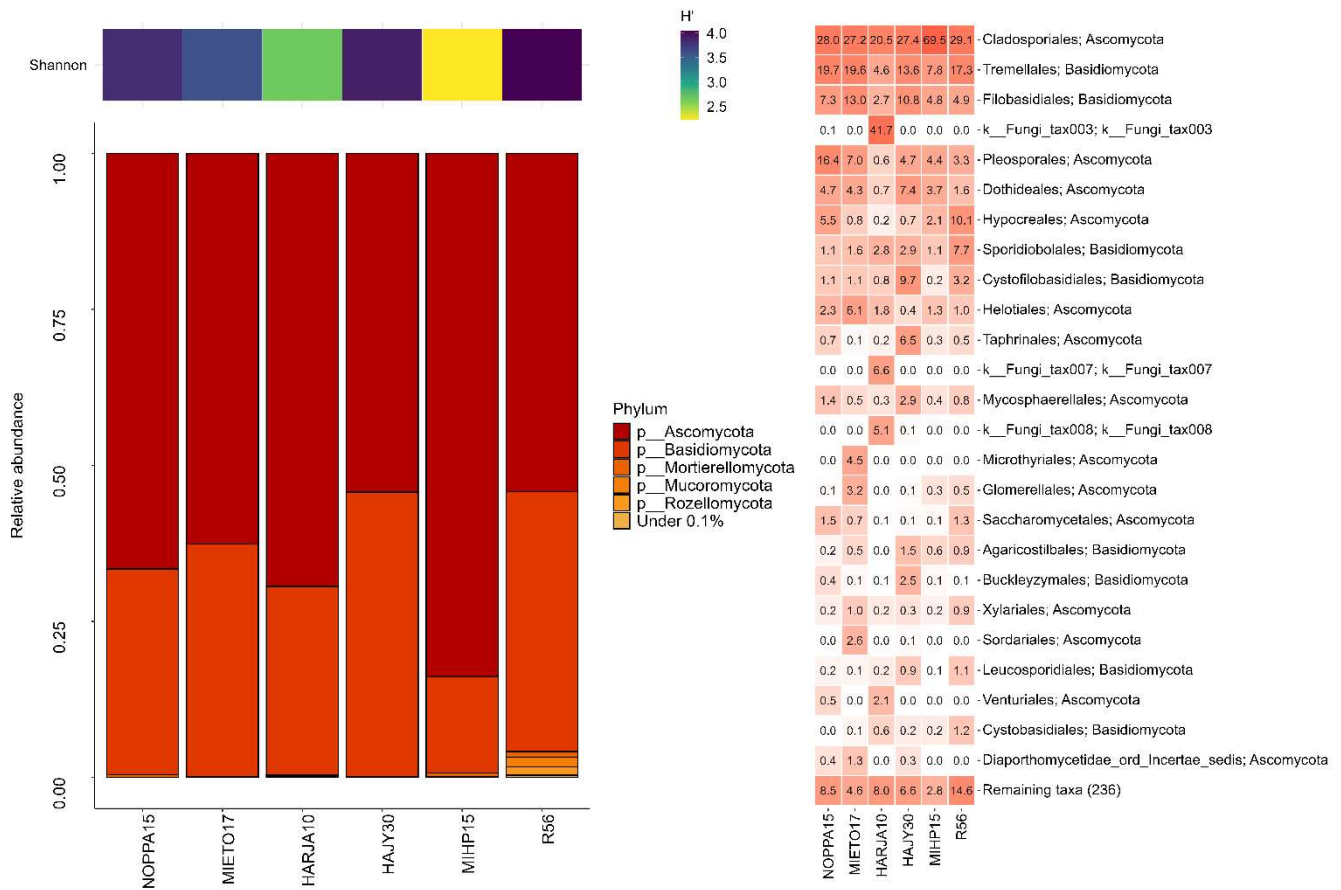 H'
4.0
3.5
3.0
2.5
Shannon
Relative abundance
1.00
0.75
0.50
0.25
0.00
NOPPA15
MIETO17
HARJA10
HAJY30
MIHP15
R56
Phylum
p__Ascomycota
p__Basidiomycota
p__Mortierellomycota
p__Mucoromycota
p__Rozellomycota
Under 0.1%
28.0 27.2 20.5 27.4 69.5 29.1 Cladosporiales; Ascomycota
19.7 19.6 4.6 13.6 7.8 17.3 Tremellales; Basidiomycota
7.3 13.0 2.7 10.8 4.8 4.9 Filobasidiales; Basidiomycota
0.1 0.0 41.7 0.0 0.0 0.0 k__Fungi_tax003; k__Fungi_tax003
16.4 7.0 0.6 4.7 4.4 3.3 Pleosporales; Ascomycota
4.7 4.3 0.7 7.4 3.7 1.6 Dothideales; Ascomycota
5.5 0.8 0.2 0.7 2.1 10.1 Hypocreales; Ascomycota
1.1 1.6 2.8 2.9 1.1 7.7 Sporidiobolales; Basidiomycota
1.1 1.1 0.8 9.7 0.2 3.2 Cystofilobasidiales; Basidiomycota
2.3 6.1 1.8 0.4 1.3 1.0 Helotiales; Ascomycota
0.7 0.1 0.2 6.5 0.3 0.5 Taphrinales; Ascomycota
0.0 0.0 6.6 0.0 0.0 0.0 k__Fungi_tax007; k__Fungi_tax007
1.4 0.5 0.3 2.9 0.4 0.8 Mycosphaerellales; Ascomycota
0.0 0.0 5.1 0.1 0.0 0.0 k__Fungi_tax008; k__Fungi_tax008
0.0 4.5 0.0 0.0 0.0 0.0 Microthyriales; Ascomycota
0.1 3.2 0.0 0.1 0.3 0.5 Glomerellales; Ascomycota
1.5 0.7 0.1 0.1 0.1 1.3 Saccharomycetales; Ascomycota
0.2 0.5 0.0 1.5 0.6 0.9 Agaricostilbales; Basidiomycota
0.4 0.1 0.1 2.5 0.1 0.1 Buckleyzymales; Basidiomycota
0.2 1.0 0.2 0.3 0.2 0.9 Xylariales; Ascomycota
0.0 2.6 0.0 0.1 0.0 0.0 Sordariales; Ascomycota
0.2 0.1 0.2 0.9 0.1 1.1 Leucosporidiales; Basidiomycota
0.5 0.0 2.1 0.0 0.0 0.0 Venturiales; Ascomycota
0.0 0.1 0.6 0.2 0.2 1.2 Cystobasidiales; Basidiomycota
0.4 1.3 0.0 0.3 0.0 0.0 Diaporthomycetidae_ord_Incertae_sedis; Ascomycota
8.5 4.6 8.0 6.6 2.8 14.6 Remaining taxa (236)
NOPPA15
MIETO17
HARJA10
HAJY30
MIHP15
R56